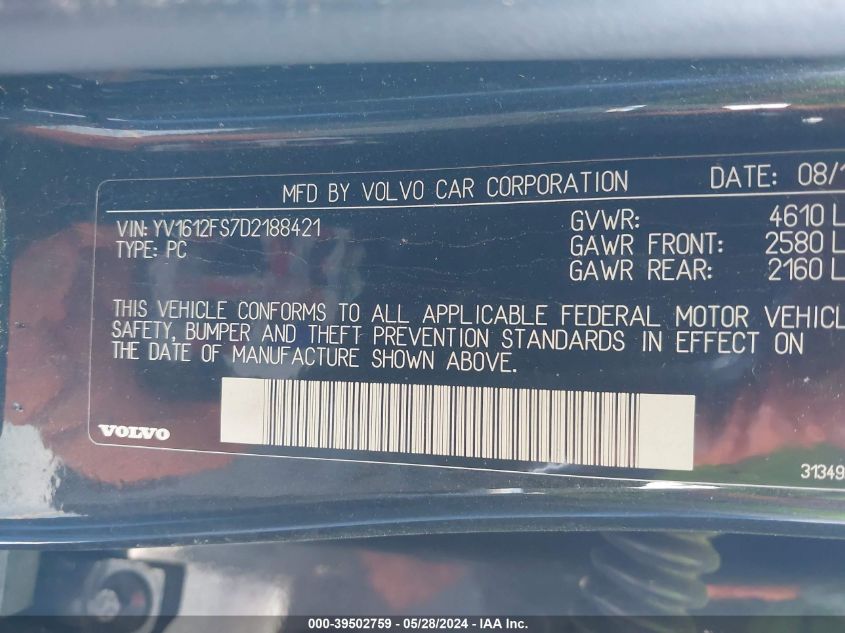 MFD BY VOLVO CAR CORPORATION DATE: 08/1
VIN: YV1612FS7D2188421 GVWR: 4610 L
TYPE: PC GAWR FRONT: 2580 L
GAWR REAR: 2160 L
THIS VEHICLE CONFORMS TO ALL APPLICABLE FEDERAL MOTOR VEHICL
SAFETY, BUMPER AND THEFT PREVENTION STANDARDS IN EFFECT ON
THE DATE OF MANUFACTURE SHOWN ABOVE.
VOLVO
31349
000-39502759 - 05/28/2024 - IAA Inc.